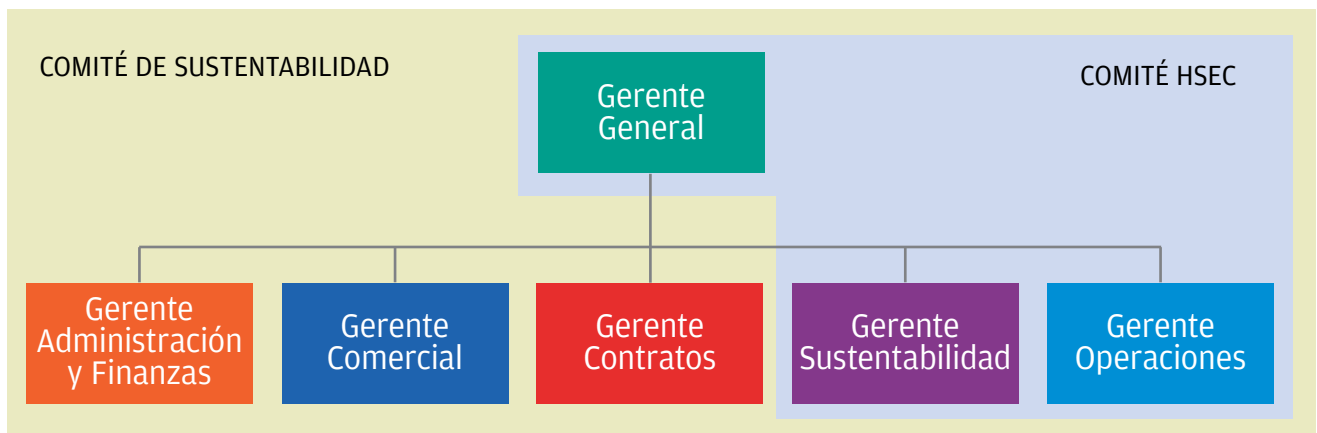 COMITÉ DE SUSTENTABILIDAD
COMITÉ HSEC
Gerente
General
Gerente
Administración
y Finanzas
Gerente
Comercial
Gerente
Contratos
Gerente
Sustentabilidad
Gerente
Operaciones